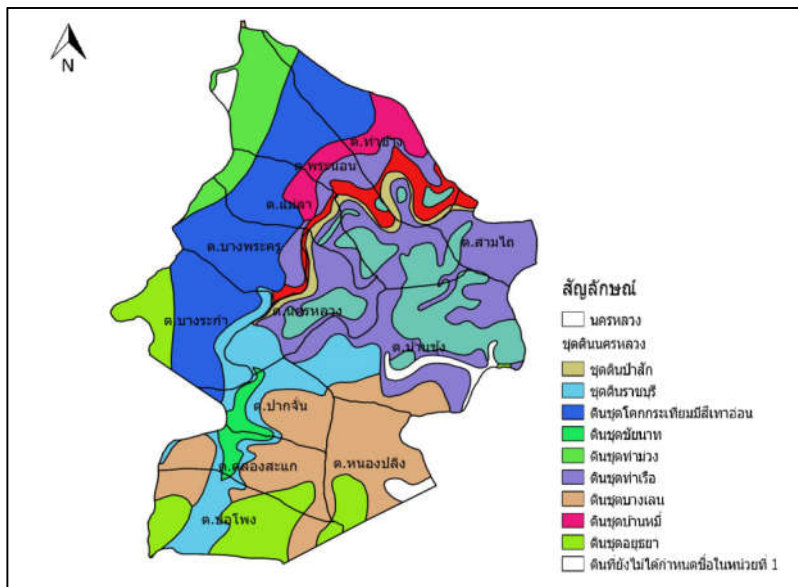 N
ต.ท่าช้าง
ต.พระนอน
ต.แม่ลา
ต.สามไถ
ต.บางพระครู
ต.บางระกำ
ต.นครหลวง
ต.บ้านชุ้ง
ต.ปากจั่น
ต.คลองสะแก
ต.หนองปลิง
ต.บ่อโพง
สัญลักษณ์
นครหลวง
ชุดดินนครหลวง
ชุดดินป่าสัก
ชุดดินราชบุรี
ดินชุดโคกกระเทียมมีสีเทาอ่อน
ดินชุดชัยนาท
ดินชุดท่าม่วง
ดินชุดท่าเรือ
ดินชุดบางเลน
ดินชุดบ้านหมี่
ดินชุดอยุธยา
ดินที่ยังไม่ได้กำหนดชื่อในหน่วยที่ 1